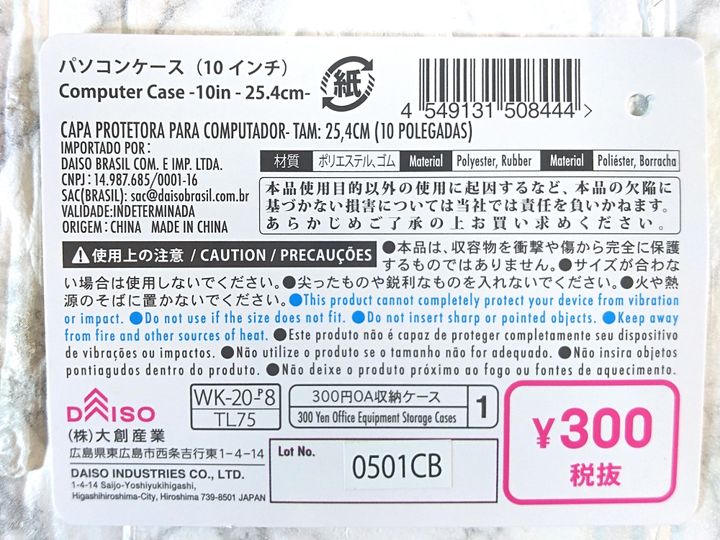 パソコンケース（10 インチ）
Computer Case -10in - 25.4cm-
紙
4 549131 508444 >
CAPA PROTETORA PARA COMPUTADOR- TAM: 25,4CM (10 POLEGADAS)
IMPORTADO POR:
DAISO BRASIL COM. E IMP. LTDA.
CNPJ : 14.987.685/0001-16
SAC(BRASIL): sac@daisobrasil.com.br
VALIDADE:INDETERMINADA
ORIGEM : CHINA MADE IN CHINA
材質 ポリエステル、ゴム Material Polyester, Rubber Material Poliéster, Borracha
本品使用目的以外の使用に起因するなど、本品の欠陥に
基づかない損害については当社では責任を負いかねます。
あらかじめご了承の上お買い求めください。
⚠使用上の注意 / CAUTION / PRECAUÇÕES ●本品は、収容物を衝撃や傷から完全に保護
するものではありません。●サイズが合わな
い場合は使用しないでください。●尖ったものや鋭利なものを入れないでください。●火や熱
源のそばに置かないでください。●This product cannot completely protect your device from vibration
or impact. ●Do not use if the size does not fit. ●Do not insert sharp or pointed objects. ●Keep away
from fire and other sources of heat. ●Este produto não é capaz de proteger completamente seu dispositivo
de vibrações ou impactos. ●Não utilize o produto se o tamanho não for adequado. ●Não insira objetos
pontiagudos dentro do produto. ●Não deixe o produto próximo ao fogo ou fontes de aquecimento.
DAISO
(株)大創産業
広島県東広島市西条吉行東1-4-14
DAISO INDUSTRIES CO., LTD.
1-4-14 Saijo-Yoshiyukihigashi,
Higashihiroshima-City, Hiroshima 739-8501 JAPAN
WK-20-P8
TL75
300円OA収納ケース
300 Yen Office Equipment Storage Cases
1
Lot No.
0501CB
¥300
税抜